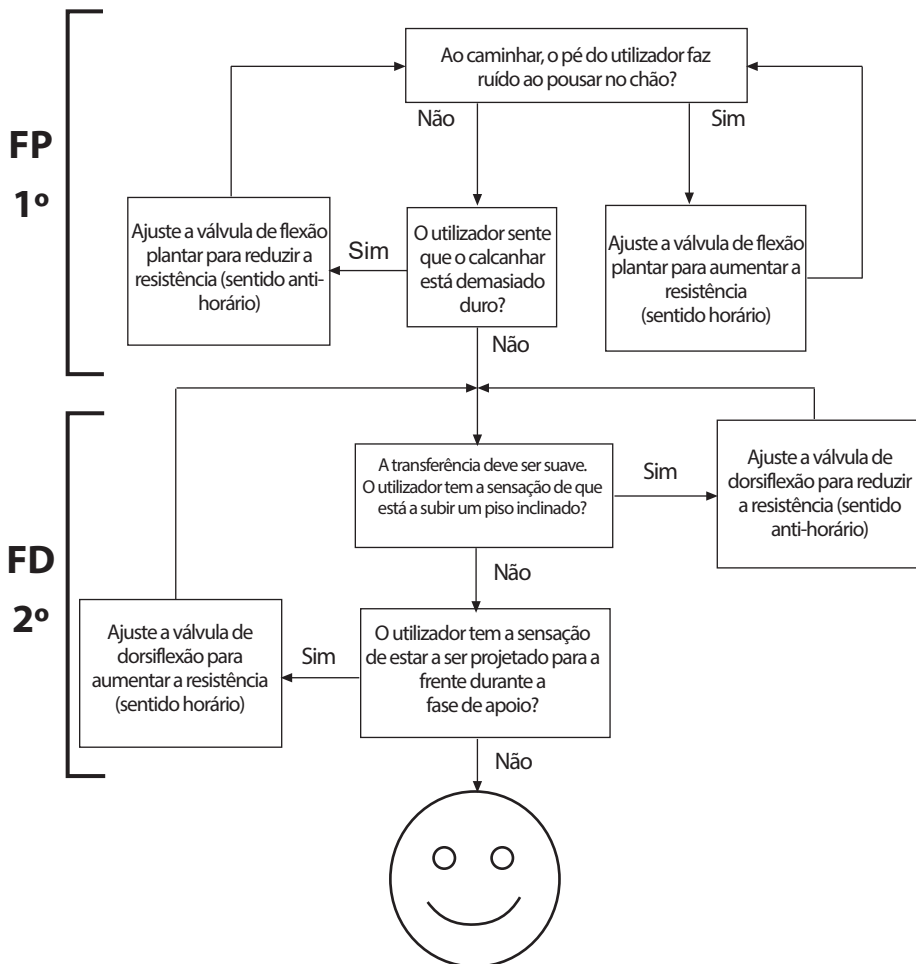 FP
1º
Ao caminhar, o pé do utilizador faz
ruído ao pousar no chão?
Não
Sim
Ajuste a válvula de flexão
plantar para reduzir a
resistência (sentido anti-
horário)
Sim
O utilizador sente
que o calcanhar
está demasiado
duro?
Ajuste a válvula de flexão
plantar para aumentar a
resistência
(sentido horário)
Não
FD
2º
A transferência deve ser suave.
O utilizador tem a sensação de que
está a subir um piso inclinado?
Sim
Ajuste a válvula de
dorsiflexão para reduzir
a resistência (sentido
anti-horário)
Não
Ajuste a válvula de
dorsiflexão para
aumentar a resistência
(sentido horário)
Sim
O utilizador tem a sensação
de estar a ser projetado para a
frente durante a
fase de apoio?
Não